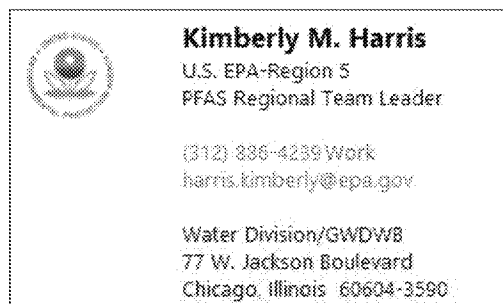 Kimberly M. Harris
U.S. EPA-Region 5
PFAS Regional Team Leader
(312) 886-4239 Work
harris.kimberly@epa.gov
Water Division/GWDWB
77 W. Jackson Boulevard
Chicago, Illinois 60604-3590